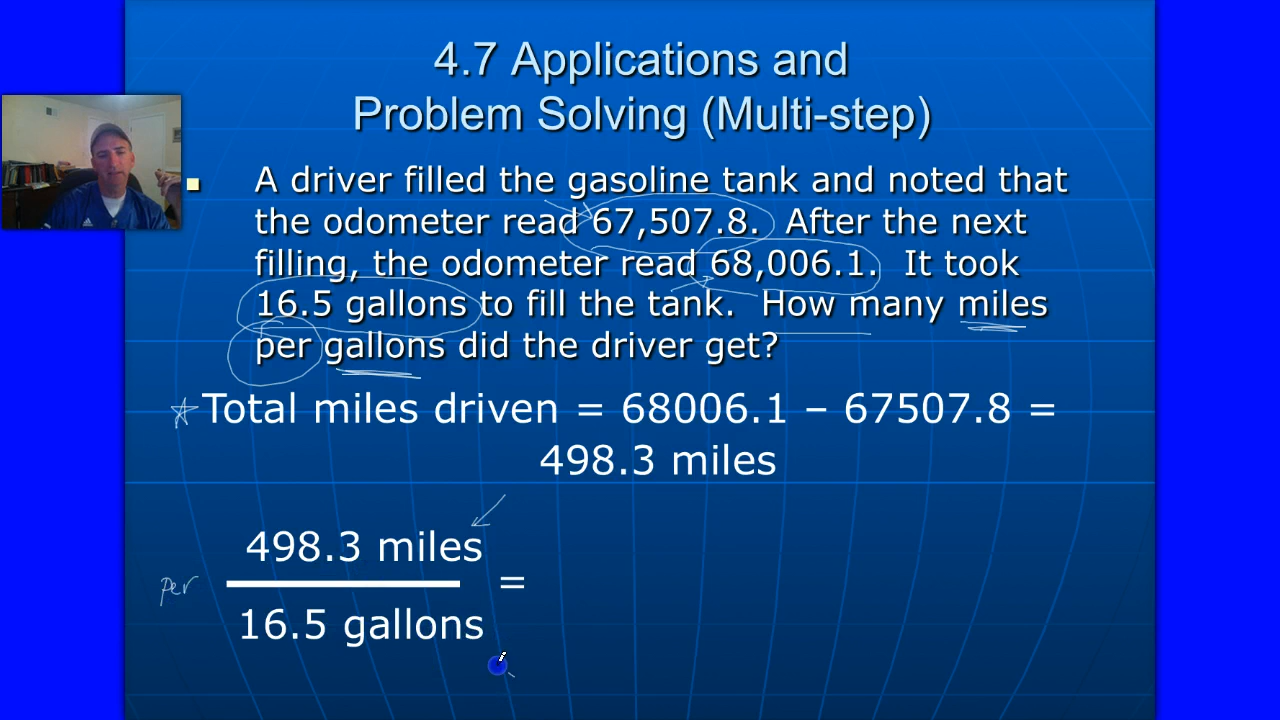 4.7 Applications and
Problem Solving (Multi-step)
A driver filled the gasoline tank and noted that
the odometer read 67,507.8. After the next
filling, the odometer read 68,006.1. It took
16.5 gallons to fill the tank. How many miles
per gallons did the driver get?
Total miles driven = 68006.1 – 67507.8 =
498.3 miles
498.3 miles
per =
16.5 gallons